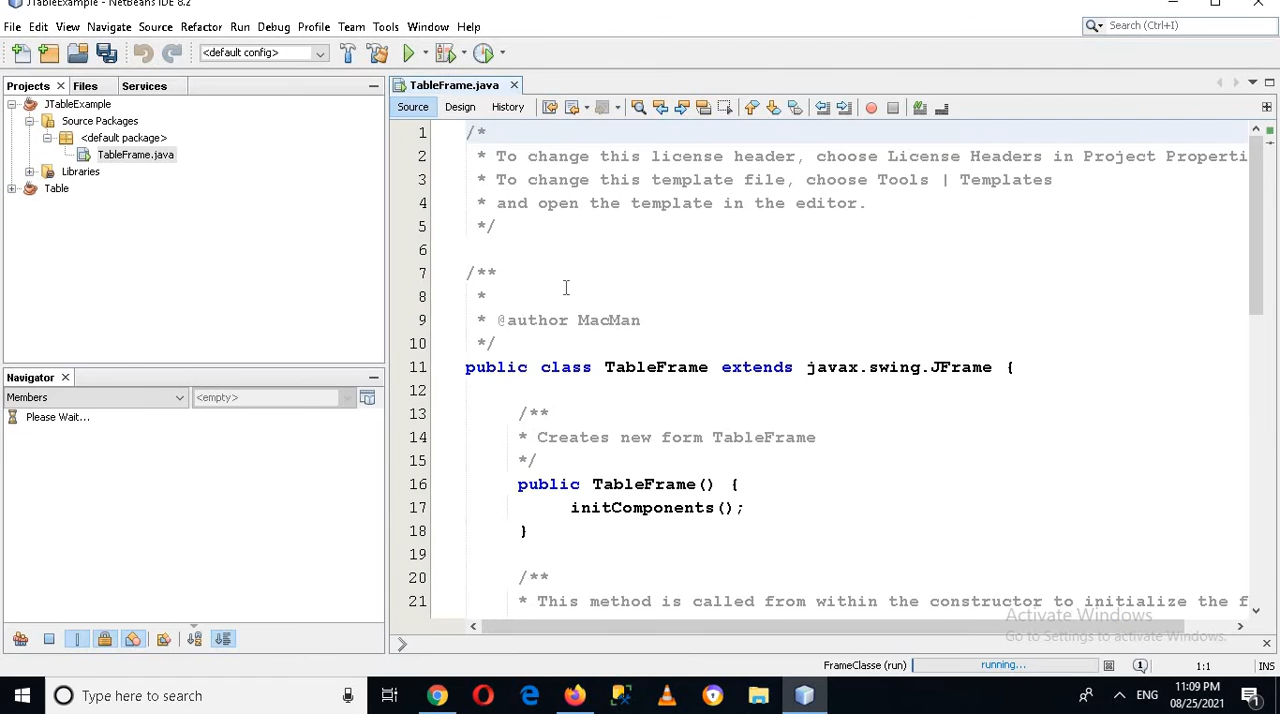 JTableExample - NetBeans IDE 8.2
File Edit View Navigate Source Refactor Run Debug Profile Team Tools Window Help
Search (Ctrl+I)
<default config>
Projects Files Services
TableFrame.java
Source Design History
JTableExample
Source Packages
<default package>
TableFrame.java
Libraries
Table
Navigator
Members
<empty>
Please Wait...
1 /*
2 * To change this license header, choose License Headers in Project Properti
3 * To change this template file, choose Tools | Templates
4 * and open the template in the editor.
5 */
6
7 /**
8 *
9 * @author MacMan
10 */
11 public class TableFrame extends javax.swing.JFrame {
12
13 /**
14 * Creates new form TableFrame
15 */
16 public TableFrame() {
17 initComponents();
18 }
19
20 /**
21 * This method is called from within the constructor to initialize the f
Activate Windows
Go to Settings to activate Windows.
FrameClasse (run) running... 1 1:1 INS
Type here to search
ENG
11:09 PM
08/25/2021
1